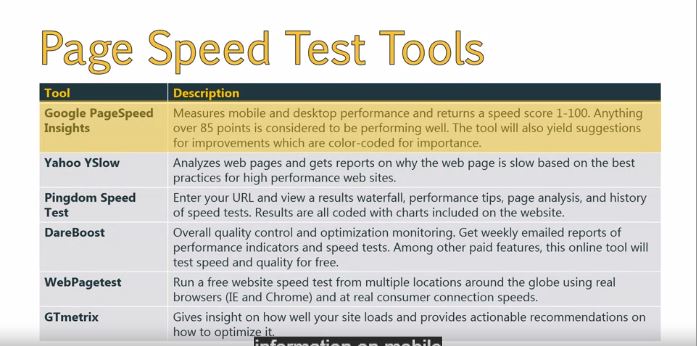 Page Speed Test Tools
Tool Description
Google PageSpeed Insights
Measures mobile and desktop performance and returns a speed score 1-100. Anything
over 85 points is considered to be performing well. The tool will also yield suggestions
for improvements which are color-coded for importance.
Yahoo YSlow
Analyzes web pages and gets reports on why the web page is slow based on the best
practices for high performance web sites.
Pingdom Speed Test
Enter your URL and view a results waterfall, performance tips, page analysis, and history
of speed tests. Results are all coded with charts included on the website.
DareBoost
Overall quality control and optimization monitoring. Get weekly emailed reports of
performance indicators and speed tests. Among other paid features, this online tool will
test speed and quality for free.
WebPagetest
Run a free website speed test from multiple locations around the globe using real
browsers (IE and Chrome) and at real consumer connection speeds.
GTmetrix
Gives insight on how well your site loads and provides actionable recommendations on
how to optimize it.
information on mobile